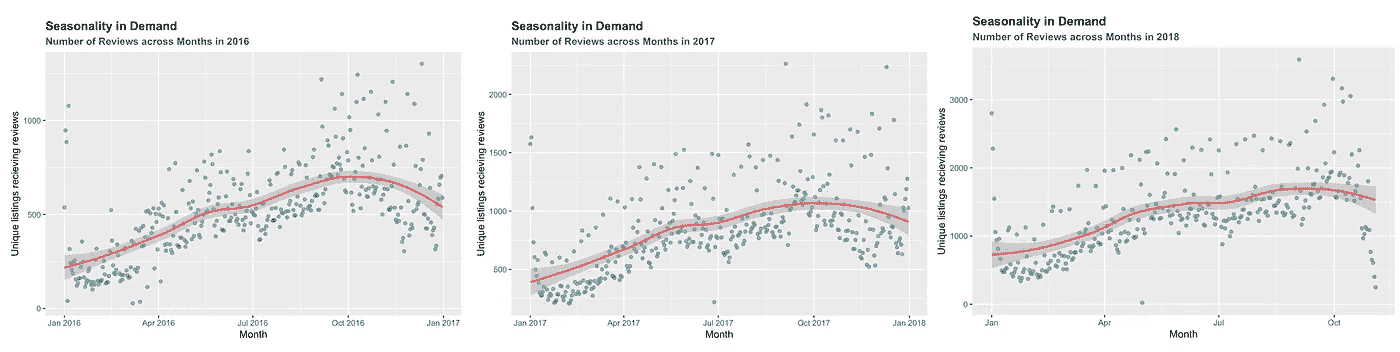 Seasonality in Demand
Number of Reviews across Months in 2016
Unique listings recieving reviews
1000
500
0
Jan 2016
Apr 2016
Jul 2016
Oct 2016
Jan 2017
Month
Seasonality in Demand
Number of Reviews across Months in 2017
Unique listings recieving reviews
2000
1500
1000
500
Jan 2017
Apr 2017
Jul 2017
Oct 2017
Jan 2018
Month
Seasonality in Demand
Number of Reviews across Months in 2018
Unique listings recieving reviews
3000
2000
1000
0
Jan
Apr
Jul
Oct
Month